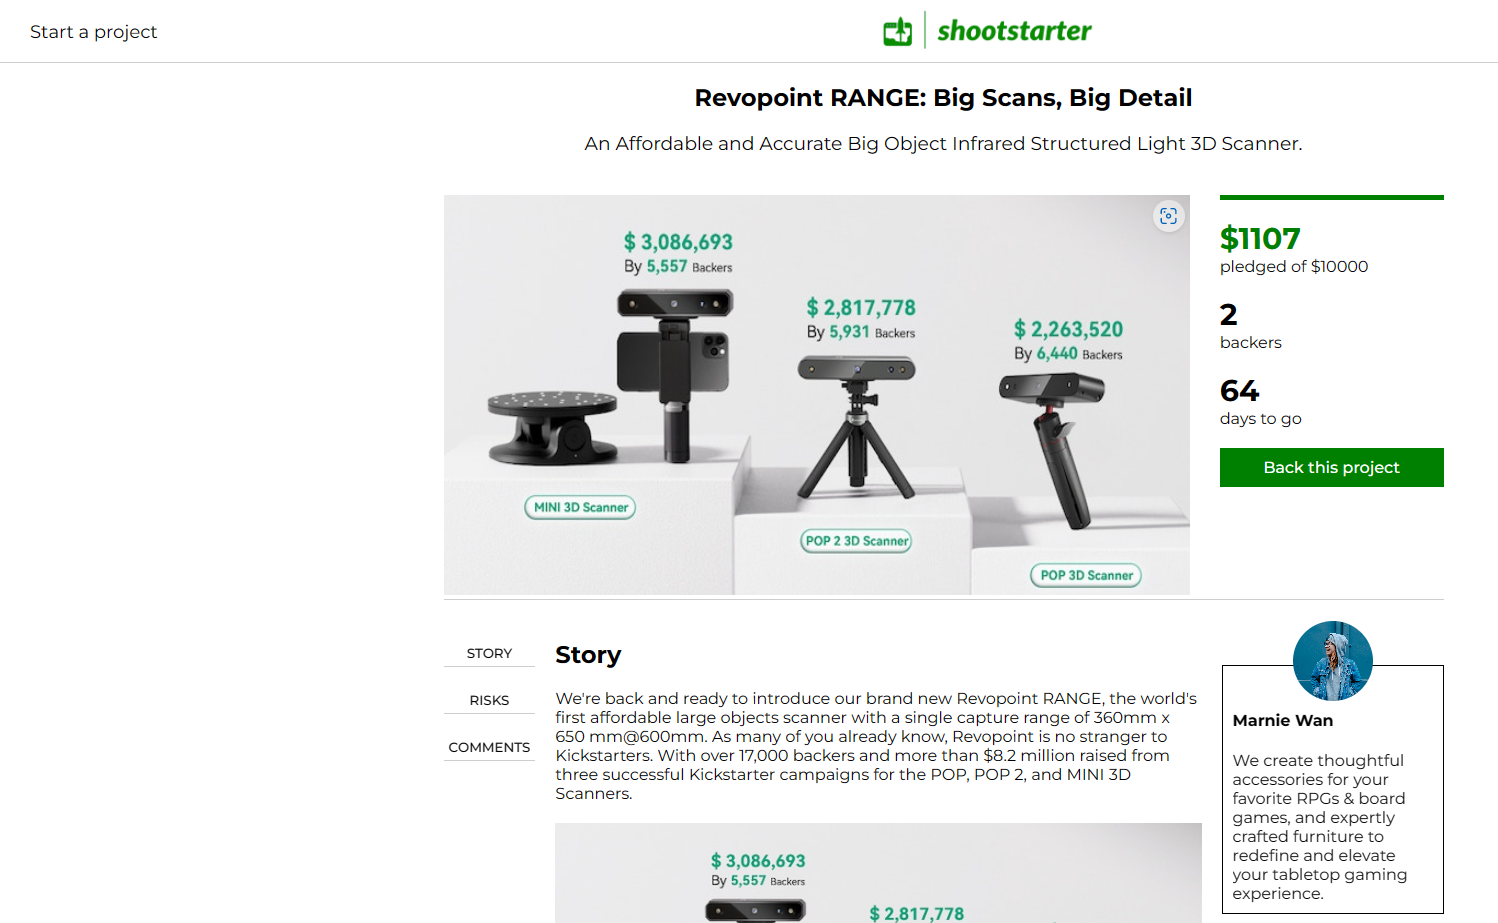 Start a project
shootstarter
Revopoint RANGE: Big Scans, Big Detail
An Affordable and Accurate Big Object Infrared Structured Light 3D Scanner.
$ 3,086,693
By 5,557 Backers
$ 2,817,778
By 5,931 Backers
$ 2,263,520
By 6,440 Backers
MINI 3D Scanner
POP 2 3D Scanner
POP 3D Scanner
$1107
pledged of $10000
2
backers
64
days to go
Back this project
STORY
RISKS
COMMENTS
Story
We're back and ready to introduce our brand new Revopoint RANGE, the world's
first affordable large objects scanner with a single capture range of 360mm x
650 mm@600mm. As many of you already know, Revopoint is no stranger to
Kickstarters. With over 17,000 backers and more than $8.2 million raised from
three successful Kickstarter campaigns for the POP, POP 2, and MINI 3D
Scanners.
$ 3,086,693
By 5,557 Backers
$ 2,817,778
Marnie Wan
We create thoughtful
accessories for your
favorite RPGs & board
games, and expertly
crafted furniture to
redefine and elevate
your tabletop gaming
experience.